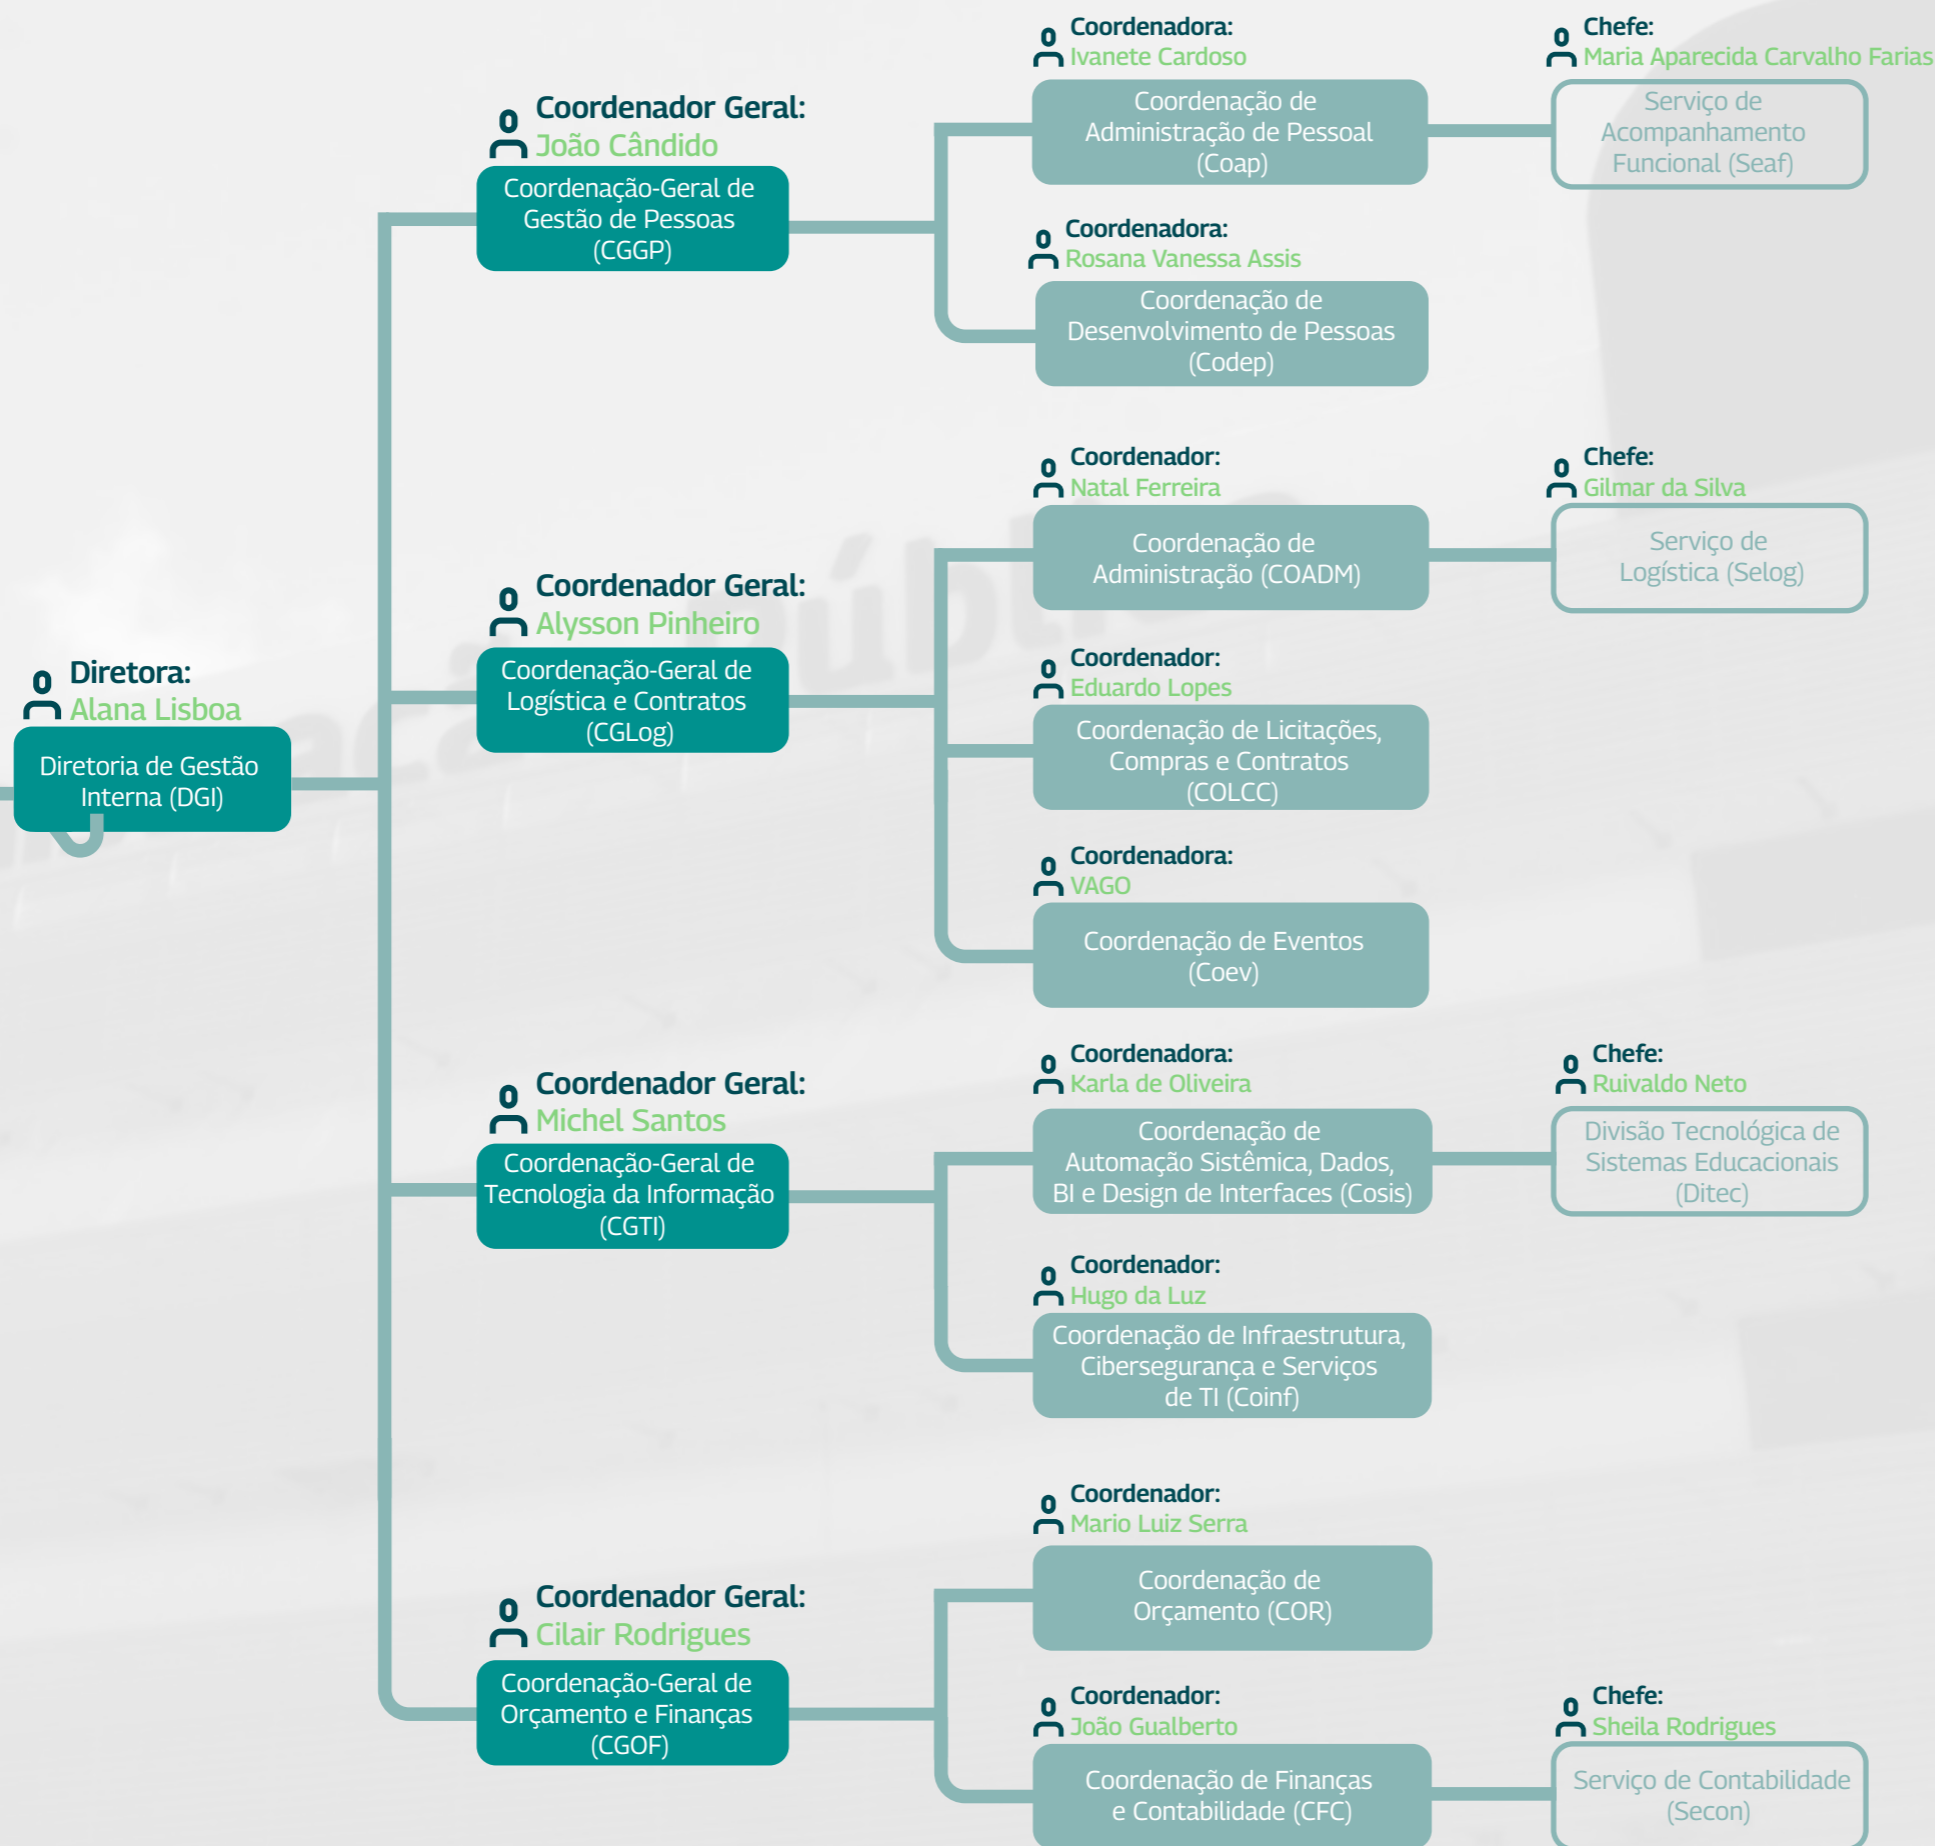 Diretora:
Alana Lisboa
Diretoria de Gestão
Interna (DGI)
Coordenador Geral:
João Cândido
Coordenação-Geral de
Gestão de Pessoas
(CGGP)
Coordenadora:
Ivanete Cardoso
Coordenação de
Administração de Pessoal
(Coap)
Chefe:
Maria Aparecida Carvalho Farias
Serviço de
Acompanhamento
Funcional (Seaf)
Coordenadora:
Rosana Vanessa Assis
Coordenação de
Desenvolvimento de Pessoas
(Codep)
Coordenador Geral:
Alysson Pinheiro
Coordenação-Geral de
Logística e Contratos
(CGLog)
Coordenador:
Natal Ferreira
Coordenação de
Administração (COADM)
Chefe:
Gilmar da Silva
Serviço de
Logística (Selog)
Coordenador:
Eduardo Lopes
Coordenação de Licitações,
Compras e Contratos
(COLCC)
Coordenadora:
VAGO
Coordenação de Eventos
(Coev)
Coordenador Geral:
Michel Santos
Coordenação-Geral de
Tecnologia da Informação
(CGTI)
Coordenadora:
Karla de Oliveira
Coordenação de
Automação Sistêmica, Dados,
BI e Design de Interfaces (Cosis)
Chefe:
Ruivaldo Neto
Divisão Tecnológica de
Sistemas Educacionais
(Ditec)
Coordenador:
Hugo da Luz
Coordenação de Infraestrutura,
Cibersegurança e Serviços
de TI (Coinf)
Coordenador Geral:
Cilair Rodrigues
Coordenação-Geral de
Orçamento e Finanças
(CGOF)
Coordenador:
Mario Luiz Serra
Coordenação de
Orçamento (COR)
Coordenador:
João Gualberto
Coordenação de Finanças
e Contabilidade (CFC)
Chefe:
Sheila Rodrigues
Serviço de Contabilidade
(Secon)